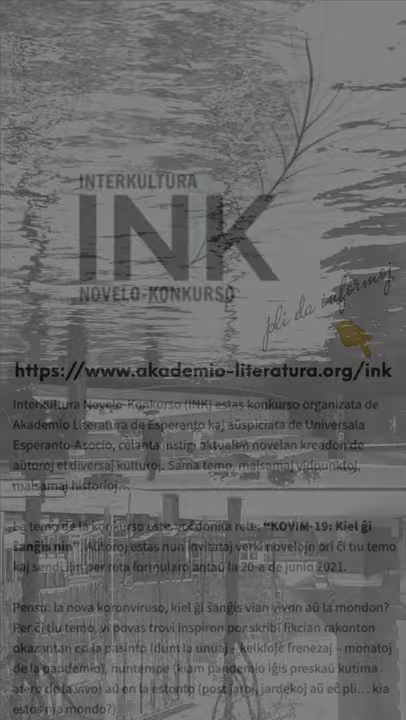 INTERKULTURA
INK
NOVELO-KONKURSO
pli da informoj
https://www.akademio-literatura.org/ink
Interkultura Novelo-Konkurso (INK) estas konkurso organizata de
Akademio Literatura de Esperanto kaj aŭspiciata de Universala
Esperanto-Asocio, celanta instigi aktualan novelan kreadon de
aŭtoroj el diversaj kulturoj. Sama temo, malsamaj vidpunktoj,
malsamaj historioj.
La temo de la konkurso estis voĉdonita rete, "KOVIM-19: Kiel ĝi
ŝanĝis nin". Aŭtoroj estas nun invitataj verki novelojn pri ĉi tiu temo
kaj sendi ilin per reta formularo antaŭ la 20-a de junio 2021.
Pensu: la nova koronviruso, kiel ĝi ŝanĝis vian vivon aŭ la mondon?
Per ĉi tiu temo, vi povas trovi inspiron por skribi fikcian rakonton
okazantan en la pasinto (dum la unuaj – kelkfoje frenezaj – monatoj
de la pandemio), nuntempe (kiam pandemio iĝis preskaŭ kutima
afero de la vivo) aŭ en la estonto (post jaroj, jardekoj aŭ eĉ pli... kia
estos nia mondo?)